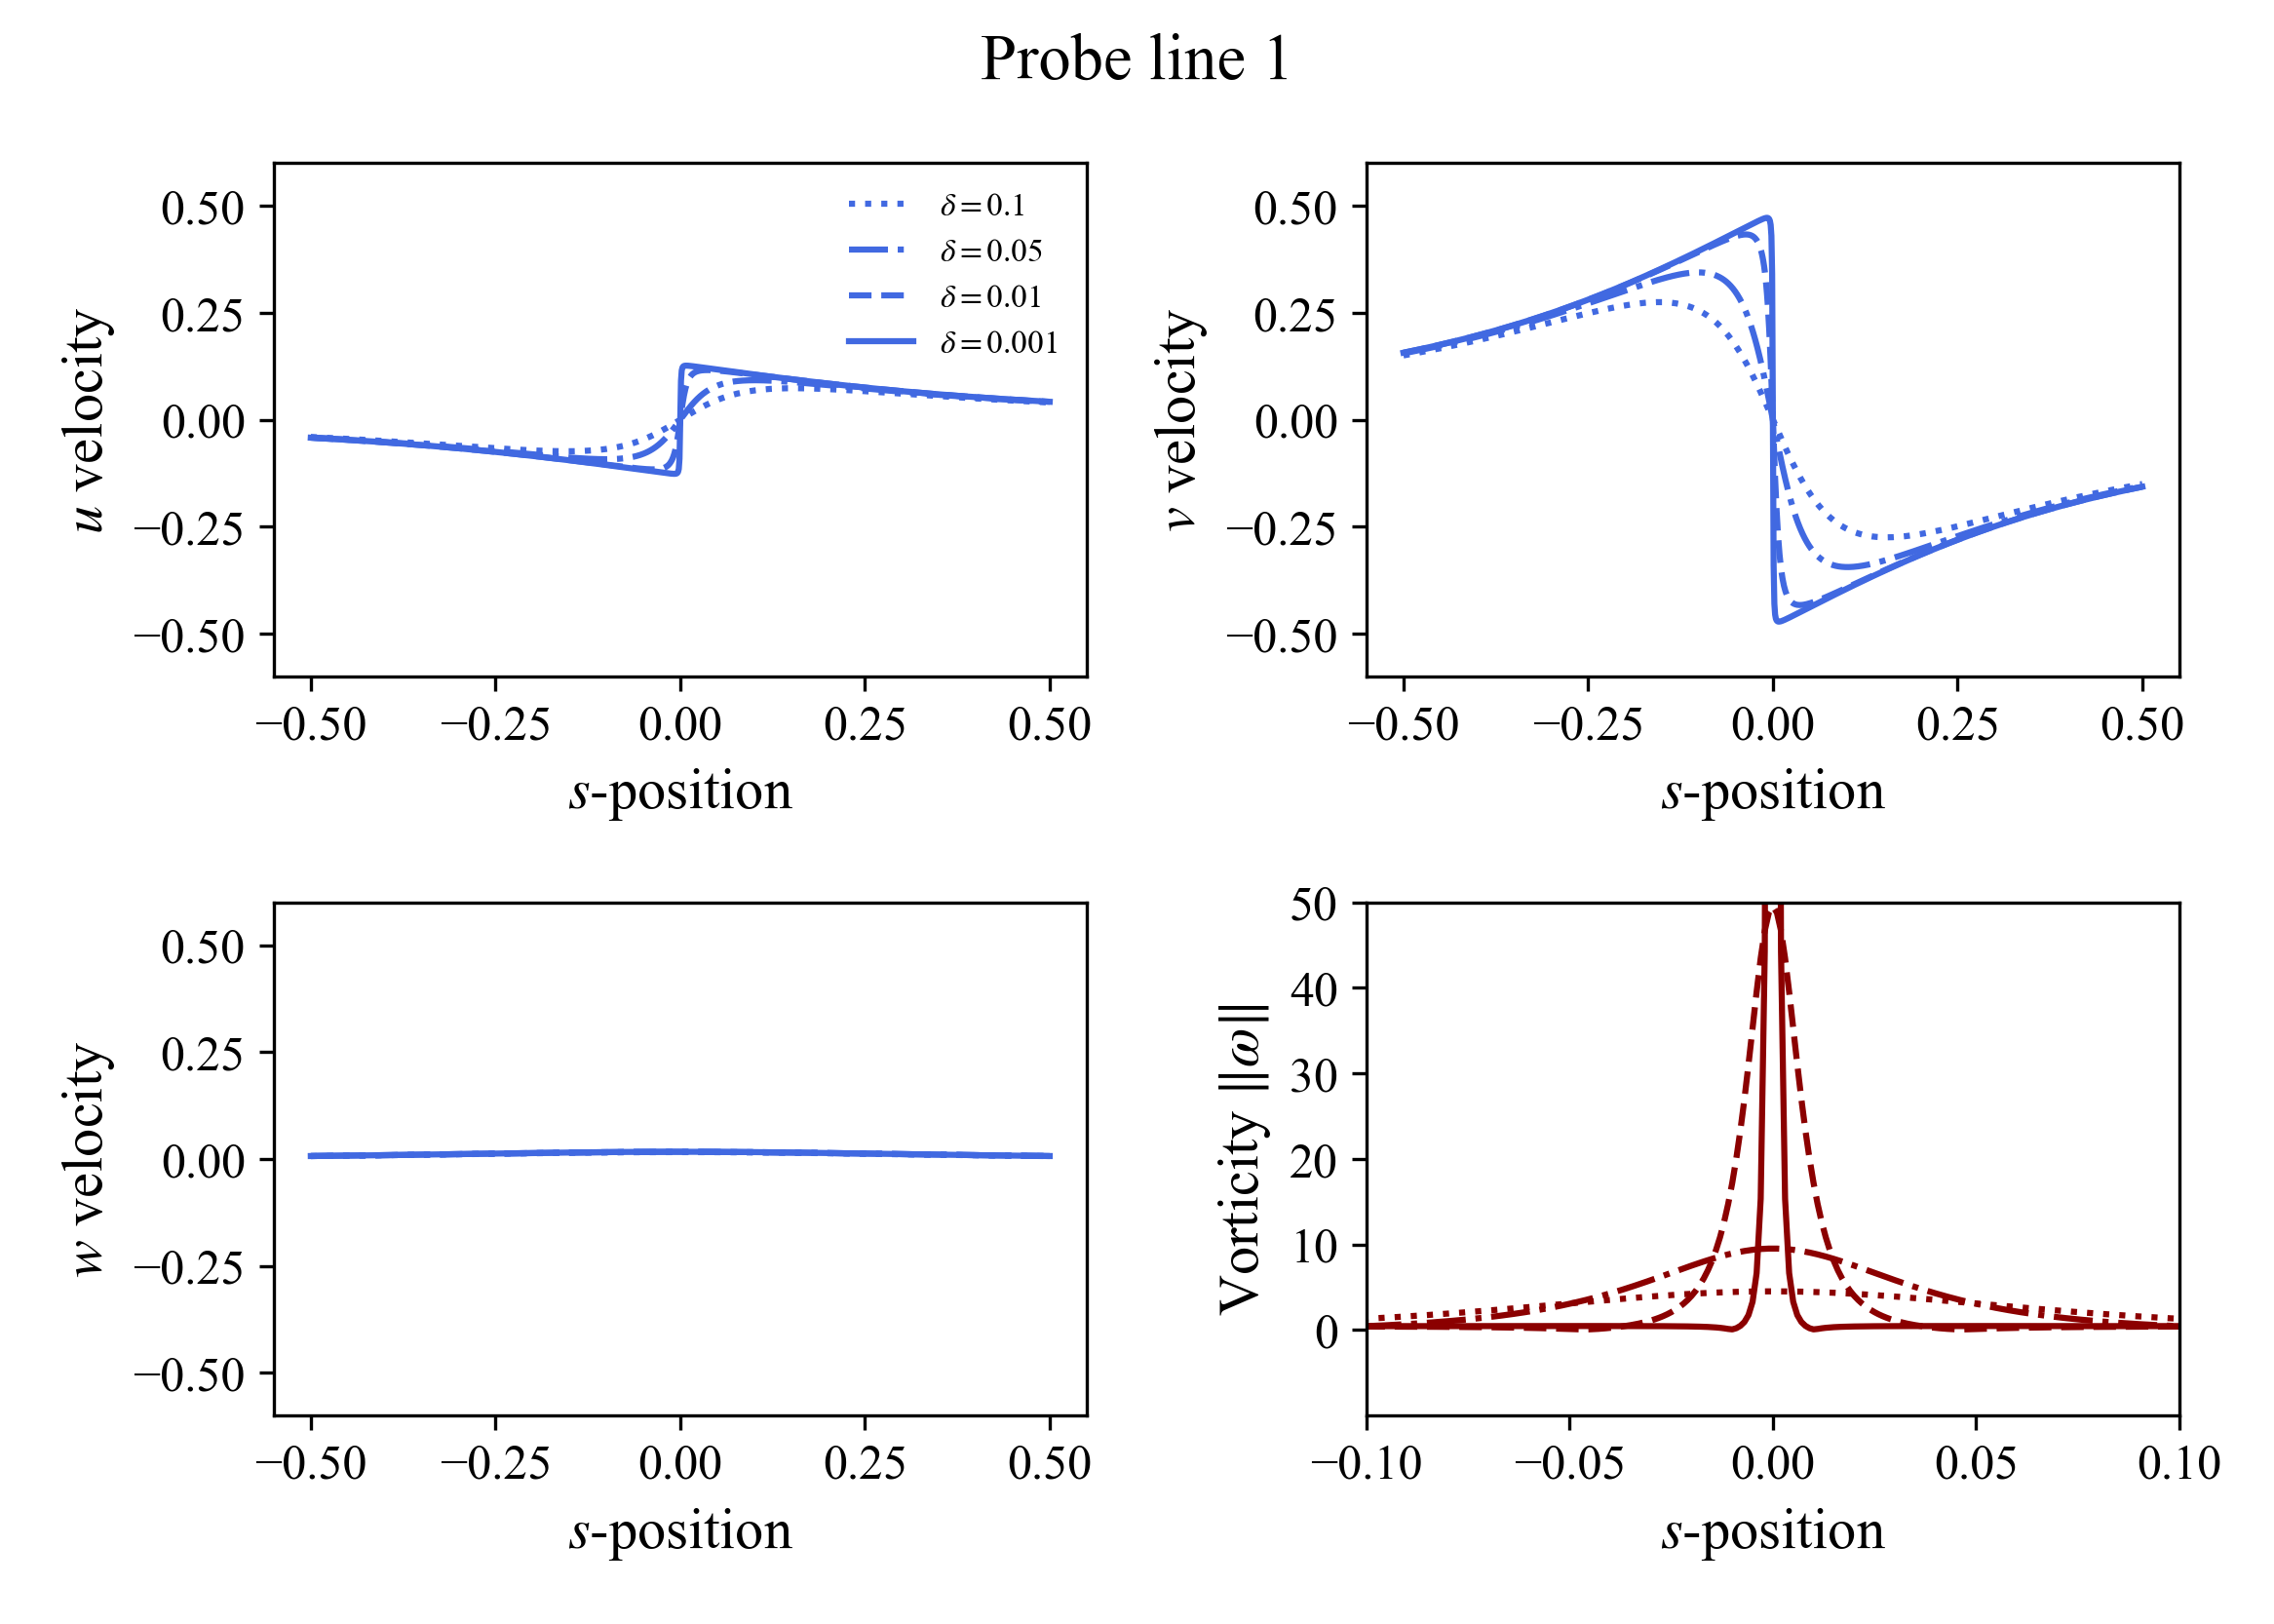 Probe line 1
u velocity
0.50
0.25
0.00
−0.25
−0.50
δ = 0.1
δ = 0.05
δ = 0.01
δ = 0.001
−0.50 −0.25 0.00 0.25 0.50
s-position
v velocity
0.50
0.25
0.00
−0.25
−0.50
−0.50 −0.25 0.00 0.25 0.50
s-position
w velocity
0.50
0.25
0.00
−0.25
−0.50
−0.50 −0.25 0.00 0.25 0.50
s-position
Vorticity ||ω||
50
40
30
20
10
0
−0.10 −0.05 0.00 0.05 0.10
s-position